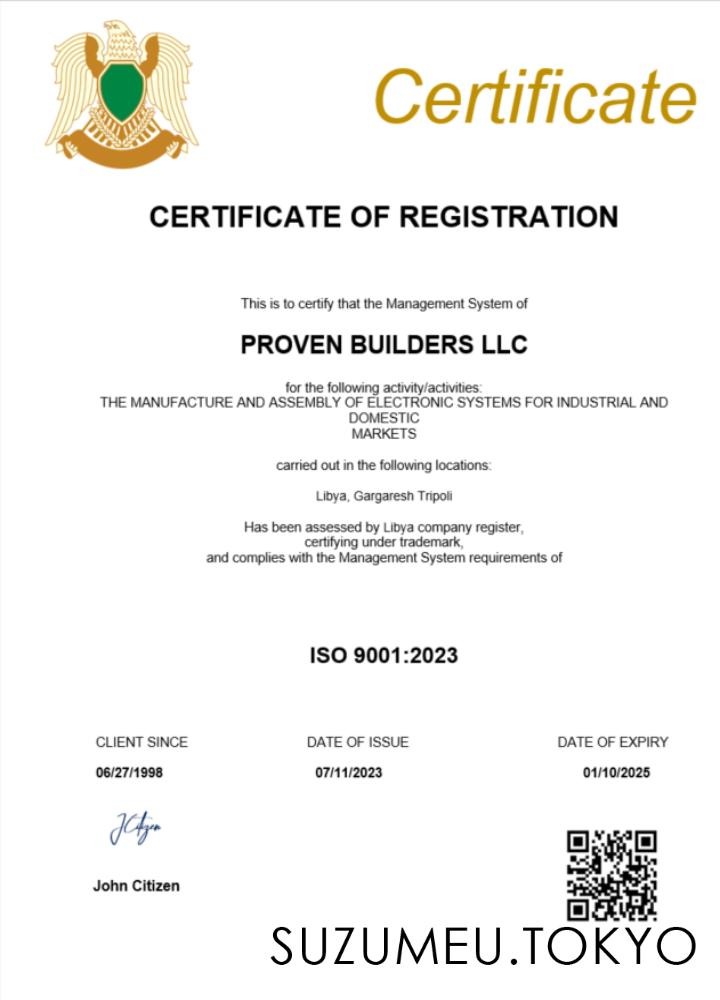 Certificate
CERTIFICATE OF REGISTRATION
This is to certify that the Management System of
PROVEN BUILDERS LLC
for the following activity/activities:
THE MANUFACTURE AND ASSEMBLY OF ELECTRONIC SYSTEMS FOR INDUSTRIAL AND
DOMESTIC
MARKETS
carried out in the following locations:
Libya, Gargaresh Tripoli
Has been assessed by Libya company register,
certifying under trademark,
and complies with the Management System requirements of
ISO 9001:2023
CLIENT SINCE DATE OF ISSUE DATE OF EXPIRY
06/27/1998 07/11/2023 01/10/2025
JCitizen
John Citizen
SUZUMEU.TOKYO